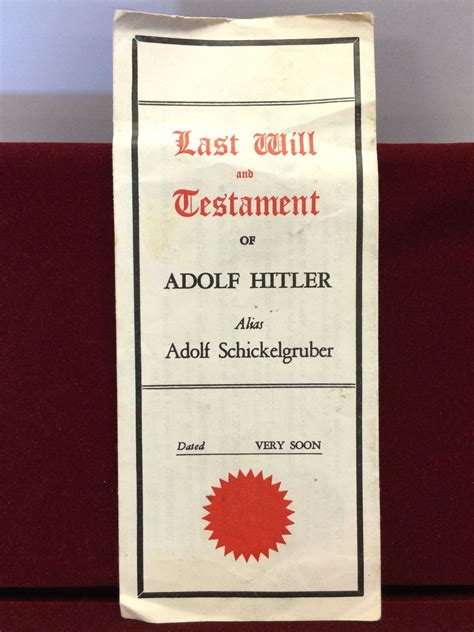 Last Will
and
Testament
OF
ADOLF HITLER
Alias
Adolf Schickelgruber
Dated VERY SOON